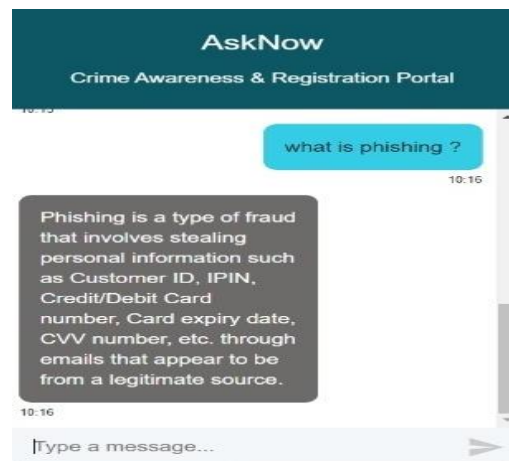 AskNow
Crime Awareness & Registration Portal
what is phishing ?
10:16
Phishing is a type of fraud
that involves stealing
personal information such
as Customer ID, IPIN,
Credit/Debit Card
number, Card expiry date,
CVV number, etc. through
emails that appear to be
from a legitimate source.
10:16
Type a message...